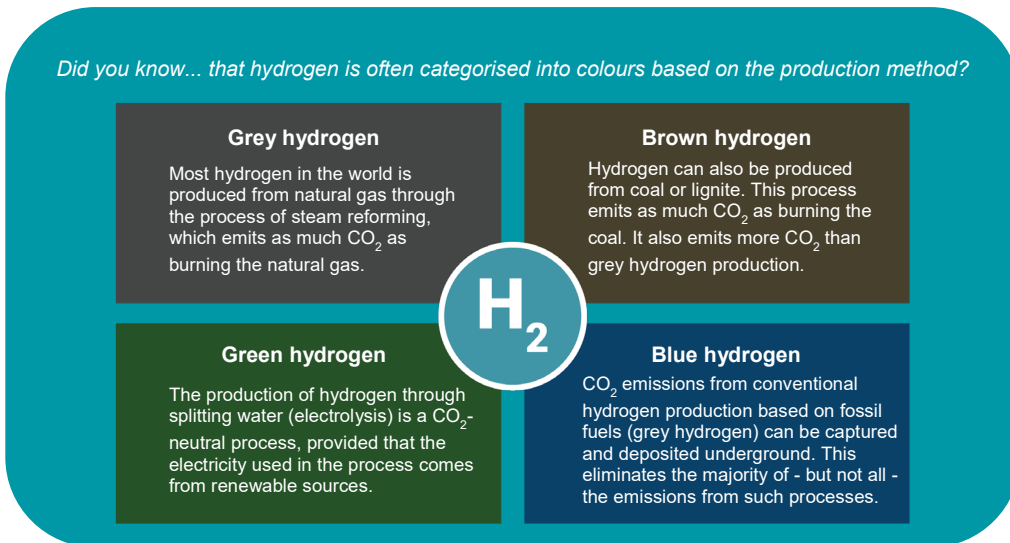 Did you know... that hydrogen is often categorised into colours based on the production method?
Grey hydrogen
Most hydrogen in the world is
produced from natural gas through
the process of steam reforming,
which emits as much CO₂ as
burning the natural gas.
Brown hydrogen
Hydrogen can also be produced
from coal or lignite. This process
emits as much CO₂ as burning the
coal. It also emits more CO₂ than
grey hydrogen production.
H₂
Green hydrogen
The production of hydrogen through
splitting water (electrolysis) is a CO₂-
neutral process, provided that the
electricity used in the process comes
from renewable sources.
Blue hydrogen
CO₂ emissions from conventional
hydrogen production based on fossil
fuels (grey hydrogen) can be captured
and deposited underground. This
eliminates the majority of - but not all -
the emissions from such processes.